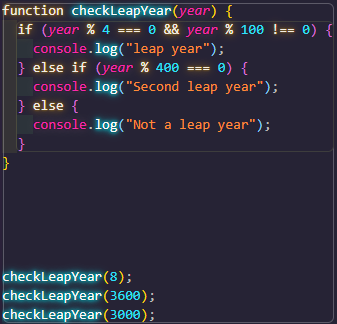 function checkLeapYear(year) {
  if (year % 4 === 0 && year % 100 !== 0) {
    console.log("leap year");
  } else if (year % 400 === 0) {
    console.log("Second leap year");
  } else {
    console.log("Not a leap year");
  }
}
checkLeapYear(8);
checkLeapYear(3600);
checkLeapYear(3000);